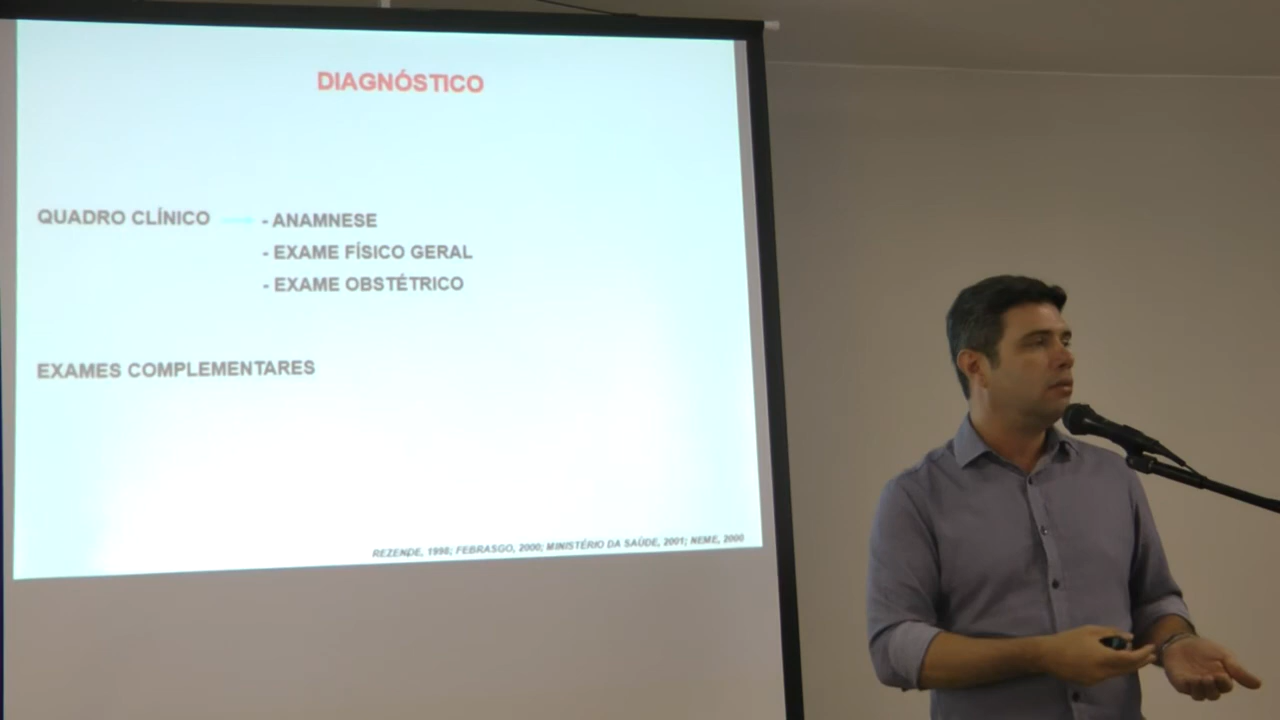 DIAGNÓSTICO
QUADRO CLÍNICO - ANAMNESE
- EXAME FÍSICO GERAL
- EXAME OBSTÉTRICO
EXAMES COMPLEMENTARES
REZENDE, 1998; FEBRASGO, 2000; MINISTÉRIO DA SAÚDE, 2001; NEME, 2000